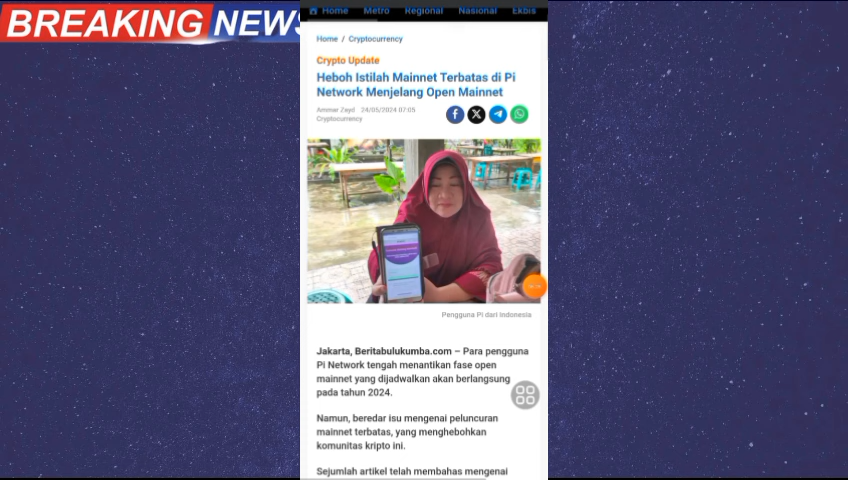 BREAKING NEWS
Home Metro Regional Nasional Ekbis
Home / Cryptocurrency
Crypto Update
Heboh Istilah Mainnet Terbatas di Pi
Network Menjelang Open Mainnet
Ammar Zayd 24/05/2024 07:05
Cryptocurrency
Pengguna Pi dari Indonesia
Jakarta, Beritabulukumba.com – Para pengguna
Pi Network tengah menantikan fase open
mainnet yang dijadwalkan akan berlangsung
pada tahun 2024.
Namun, beredar isu mengenai peluncuran
mainnet terbatas, yang menghebohkan
komunitas kripto ini.
Sejumlah artikel telah membahas mengenai